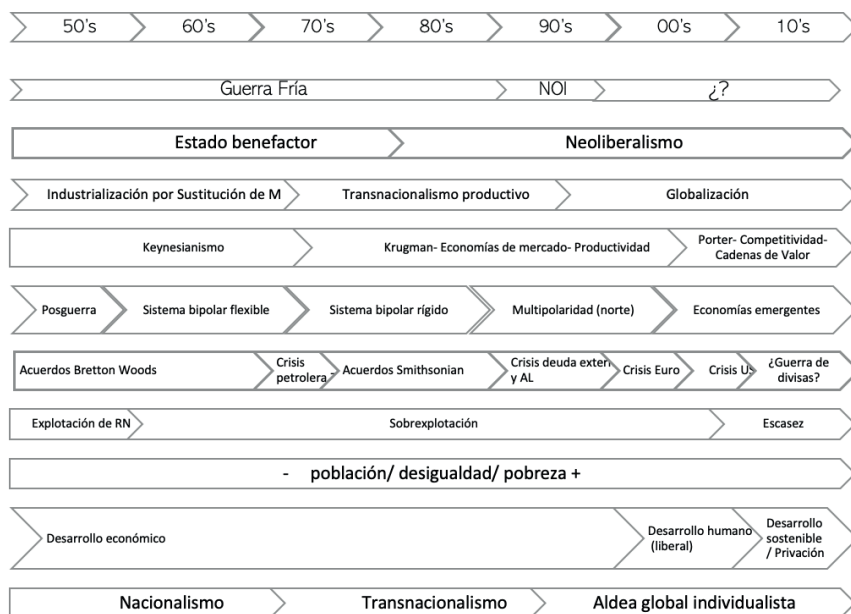 50's 60's 70's 80's 90's 00's 10's
Guerra Fría NOI ¿?
Estado benefactor Neoliberalismo
Industrialización por Sustitución de M Transnacionalismo productivo Globalización
Keynesianismo Krugman- Economías de mercado- Productividad Porter- Competitividad-
Cadenas de Valor
Posguerra Sistema bipolar flexible Sistema bipolar rígido Multipolaridad (norte) Economías emergentes
Acuerdos Bretton Woods Crisis
petrolera Acuerdos Smithsonian Crisis deuda exter
y AL Crisis Euro Crisis US ¿Guerra de
divisas?
Explotación de RN Sobrexplotación Escasez
- población/ desigualdad/ pobreza +
Desarrollo económico Desarrollo humano
(liberal) Desarrollo
sostenible
/ Privación
Nacionalismo Transnacionalismo Aldea global individualista